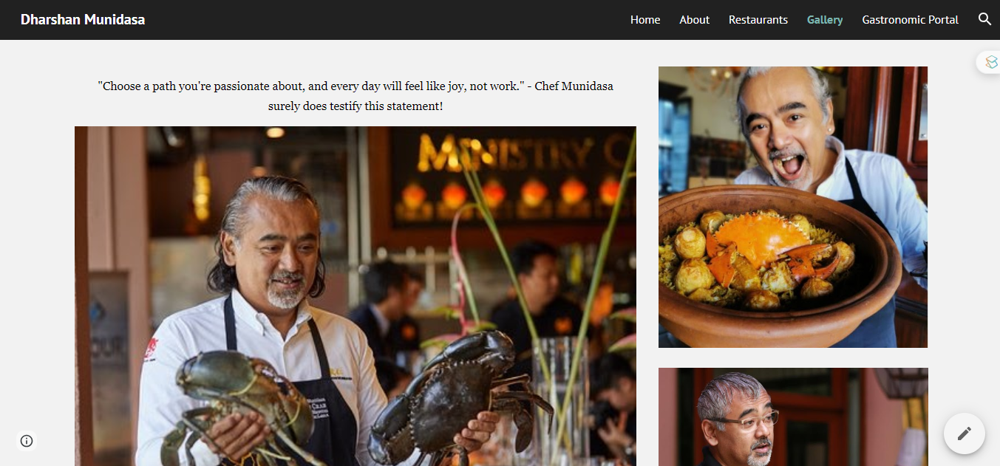 Dharshan Munidasa
Home About Restaurants Gallery Gastronomic Portal
"Choose a path you're passionate about, and every day will feel like joy, not work." - Chef Munidasa
surely does testify this statement!
MINISTRY
CRAB